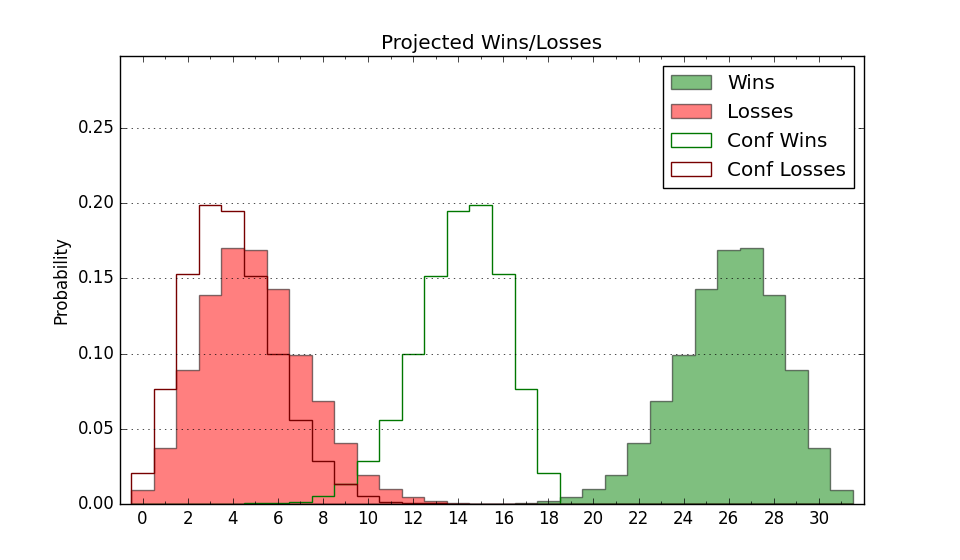 Projected Wins/Losses
Wins
Losses
Conf Wins
Conf Losses
Probability
0.25
0.20
0.15
0.10
0.05
0.00
0 2 4 6 8 10 12 14 16 18 20 22 24 26 28 30